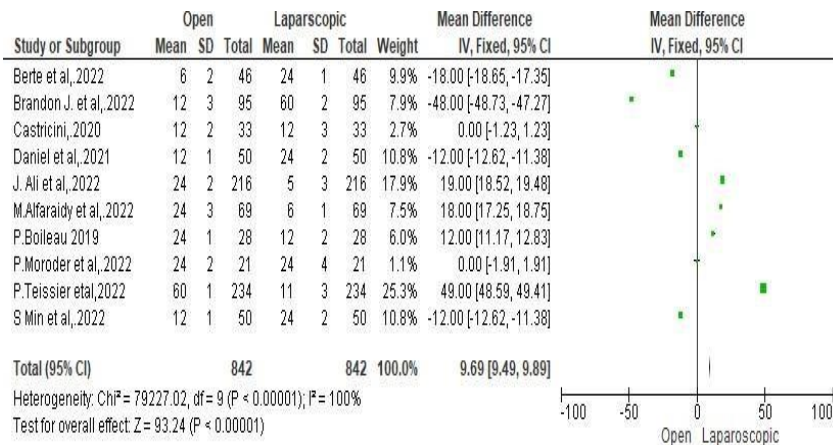 Open Laparscopic Mean Difference Mean Difference
Study or Subgroup Mean SD Total Mean SD Total Weight IV, Fixed, 95% CI IV, Fixed, 95% CI
Berte et al,.2022 6 2 46 24 1 46 9.9% -18.00 [-18.65, -17.35]
Brandon J. et al,.2022 12 3 95 60 2 95 7.9% -48.00 [-48.73, -47.27]
Castricini,.2020 12 2 33 12 3 33 2.7% 0.00 [-1.23, 1.23]
Daniel et al,.2021 12 1 50 24 2 50 10.8% -12.00 [-12.62, -11.38]
J. Ali et al,.2022 24 2 216 5 3 216 17.9% 19.00 [18.52, 19.48]
M.Alfaraidy et al,.2022 24 3 69 6 1 69 7.5% 18.00 [17.25, 18.75]
P.Boileau 2019 24 1 28 12 2 28 6.0% 12.00 [11.17, 12.83]
P.Moroder et al,.2022 24 2 21 24 4 21 1.1% 0.00 [-1.91, 1.91]
P.Teissier etal,2022 60 1 234 11 3 234 25.3% 49.00 [48.59, 49.41]
S Min et al,.2022 12 1 50 24 2 50 10.8% -12.00 [-12.62, -11.38]
Total (95% CI) 842 842 100.0% 9.69 [9.49, 9.89]
Heterogeneity: Chi² = 79227.02, df = 9 (P < 0.00001); I² = 100%
Test for overall effect: Z = 93.24 (P < 0.00001)
-100 -50 0 50 100
Open Laparoscopic